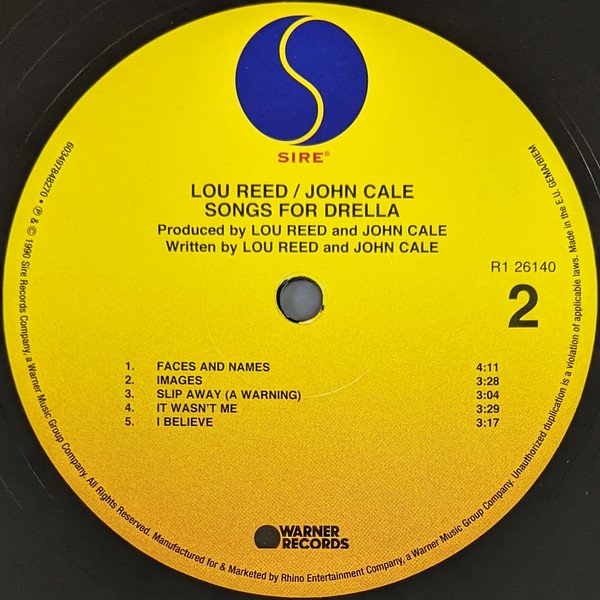 SIRE®
LOU REED / JOHN CALE
SONGS FOR DRELLA
Produced by LOU REED and JOHN CALE
Written by LOU REED and JOHN CALE
R1 26140
2
1. FACES AND NAMES 4:11
2. IMAGES 3:28
3. SLIP AWAY (A WARNING) 3:04
4. IT WASN'T ME 3:29
5. I BELIEVE 3:17
WARNER
RECORDS
603497848270 • ℗ & © 1990 Sire Records Company, a Warner Music Group Company. All Rights Reserved. Manufactured for & Marketed by Rhino Entertainment Company, a Warner Music Group Company. Unauthorized duplication is a violation of applicable laws. Made in the E.U. GEMA/BIEM